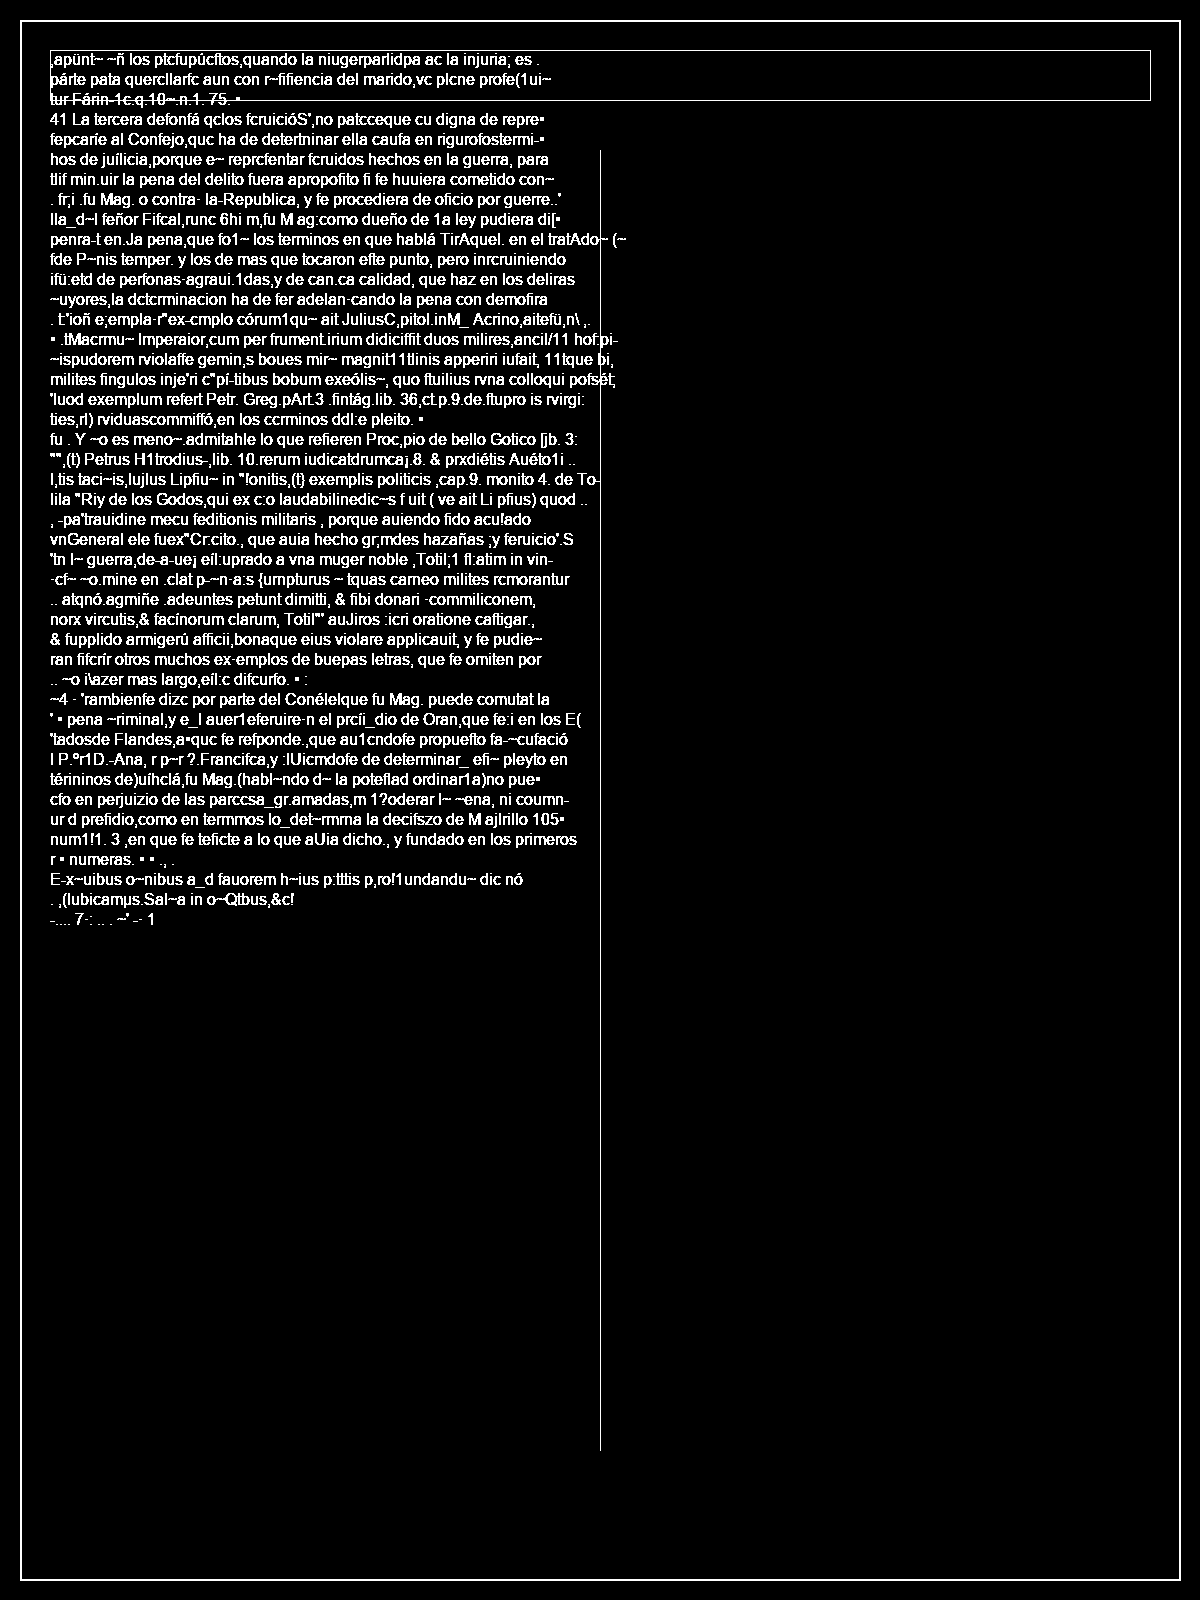 ,apünt~ ~ñ los ptcfupúcftos,quando la niugerparlidpa ac la injuria; es .
párte pata quercllarfc aun con r~fifiencia del marido,vc plcne profe(1ui~
tur Fárin-1c.q.10~.n.1. 75. ▪
41 La tercera defonfá qclos fcruicióS',no patcceque cu digna de repre▪
fepcaríe al Confejo,quc ha de detertninar ella caufa en rigurofostermi-▪
hos de juílicia,porque e~ reprcfentar fcruidos hechos en la guerra, para
tlif min.uir la pena del delito fuera apropofito fi fe huuiera cometido con~
. fr;i .fu Mag. o contra· la-Republica, y fe procediera de oficio por guerre..'
lla_d~l feñor Fifcal,runc 6hi m,fu M ag:como dueño de 1a ley pudiera di[▪
penra-t en.Ja pena,que fo1~ los terminos en que hablá TirAquel. en el tratAdo~ (~
fde P~nis temper. y los de mas que tocaron efte punto, pero inrcruiniendo
ifü:etd de perfonas·agraui.1das,y de can.ca calidad, que haz en los deliras
~uyores,la dctcrminacion ha de fer adelan·cando la pena con demofira
. t:'ioñ e;empla·r"ex-cmplo córum1qu~ ait JuliusC,pitol.inM_ Acrino,aitefü,n\ ,.
▪ .tMacrmu~ Imperaior,cum per frument.irium didiciffit duos milires,ancil/11 hof:pi-
~ispudorem rviolaffe gemin,s boues mir~ magnit11tlinis apperiri iufait, 11tque bi,
milites fingulos inje'ri c"pí-tibus bobum exeólis~, quo ftuilius rvna colloqui pofsét;
'luod exemplum refert Petr. Greg.pArt.3 .fintág.lib. 36,ct.p.9.de.ftupro is rvirgi:
ties,rl) rviduascommiffó,en los ccrminos ddl:e pleito. ▪
fu . Y ~o es meno~.admitahle lo que refieren Proc,pio de bello Gotico [jb. 3:
"",(t) Petrus H1trodius-,lib. 10.rerum iudicatdrumca¡.8. & prxdiétis Auéto1i ..
I,tis taci~is,lujlus Lipfiu~ in "!onitis,(t} exemplis politicis ,cap.9. monito 4. de To-
lila "Riy de los Godos,qui ex c:o laudabilinedic~s f uit ( ve ait Li pfius) quod ..
, -pa'trauidine mecu feditionis militaris , porque auiendo fido acu!ado
vnGeneral ele fuex"Cr:cito., que auia hecho gr;mdes hazañas ;y feruicio'.S
'tn l~ guerra,de-a-ue¡ eíl:uprado a vna muger noble ,Totil;1 fl:atim in vin-
·cf~ ~o.mine en .clat p-~n·a:s {urnpturus ~ tquas carneo milites rcmorantur
.. atqnó.agmiñe .adeuntes petunt dimitti, & fibi donari ·commiliconem,
norx vircutis,& facínorum clarum, Totil"' auJiros :icri oratione caftigar.,
& fupplido armigerú afficii,bonaque eius violare applicauit, y fe pudie~
ran fifcrír otros muchos ex·emplos de buepas letras, que fe omiten por
.. ~o i\azer mas largo,eíl:c difcurfo. ▪ :
~4 · 'rambienfe dizc por parte del Conélelque fu Mag. puede comutat la
' ▪ pena ~riminal,y e_l auer1eferuire·n el prcíi_dio de Oran,que fe:i en los E(
'tadosde Flandes,a▪quc fe refponde.,que au1cndofe propuefto fa-~cufació
l P.ºr1D.-Ana, r p~r ?.Francifca,y :lUicmdofe de determinar_ efi~ pleyto en
térininos de)uíhclá,fu Mag.(habl~ndo d~ la poteflad ordinar1a)no pue▪
cfo en perjuizio de las parccsa_gr.amadas,m 1?oderar l~ ~ena, ni coumn-
ur d prefidio,como en termmos lo_det~rmrna la decifszo de M ajlrillo 105▪
num1!1. 3 ,en que fe teficte a lo que aUia dicho., y fundado en los primeros
r ▪ numeras. ▪ ▪ ., .
E-x~uibus o~nibus a_d fauorem h~ius p:tttis p,ro!1undandu~ dic nó
. ,(lubicamµs.Sal~a in o~Qtbus,&c!
-.... 7·: .. . ~' -· 1